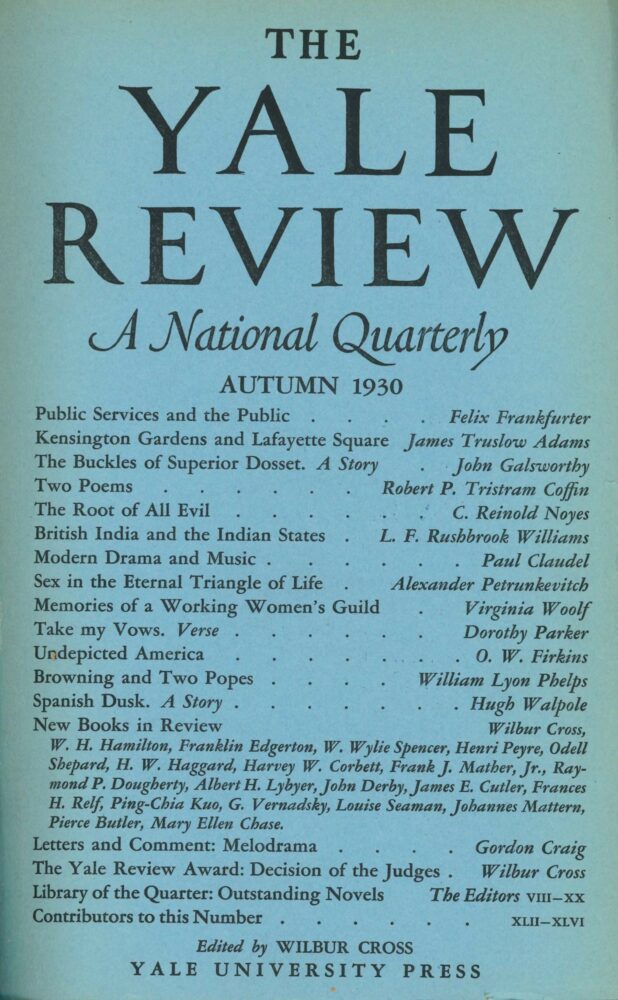 THE
YALE
REVIEW
A National Quarterly
AUTUMN 1930
Public Services and the Public . . . . Felix Frankfurter
Kensington Gardens and Lafayette Square James Truslow Adams
The Buckles of Superior Dosset. A Story . John Galsworthy
Two Poems . . . . . . Robert P. Tristram Coffin
The Root of All Evil . . . . . . C. Reinold Noyes
British India and the Indian States . L. F. Rushbrook Williams
Modern Drama and Music . . . . . . Paul Claudel
Sex in the Eternal Triangle of Life . Alexander Petrunkevitch
Memories of a Working Women's Guild . Virginia Woolf
Take my Vows. Verse . . . . . . Dorothy Parker
Undepicted America . . . . . . . O. W. Firkins
Browning and Two Popes . . . . William Lyon Phelps
Spanish Dusk. A Story . . . . . . . Hugh Walpole
New Books in Review Wilbur Cross,
W. H. Hamilton, Franklin Edgerton, W. Wylie Spencer, Henri Peyre, Odell
Shepard, H. W. Haggard, Harvey W. Corbett, Frank J. Mather, Jr., Ray-
mond P. Dougherty, Albert H. Lybyer, John Derby, James E. Cutler, Frances
H. Relf, Ping-Chia Kuo, G. Vernadsky, Louise Seaman, Johannes Mattern,
Pierce Butler, Mary Ellen Chase.
Letters and Comment: Melodrama . . . . Gordon Craig
The Yale Review Award: Decision of the Judges . Wilbur Cross
Library of the Quarter: Outstanding Novels The Editors VIII–XX
Contributors to this Number . . . . . . XLII–XLVI
Edited by WILBUR CROSS
YALE UNIVERSITY PRESS